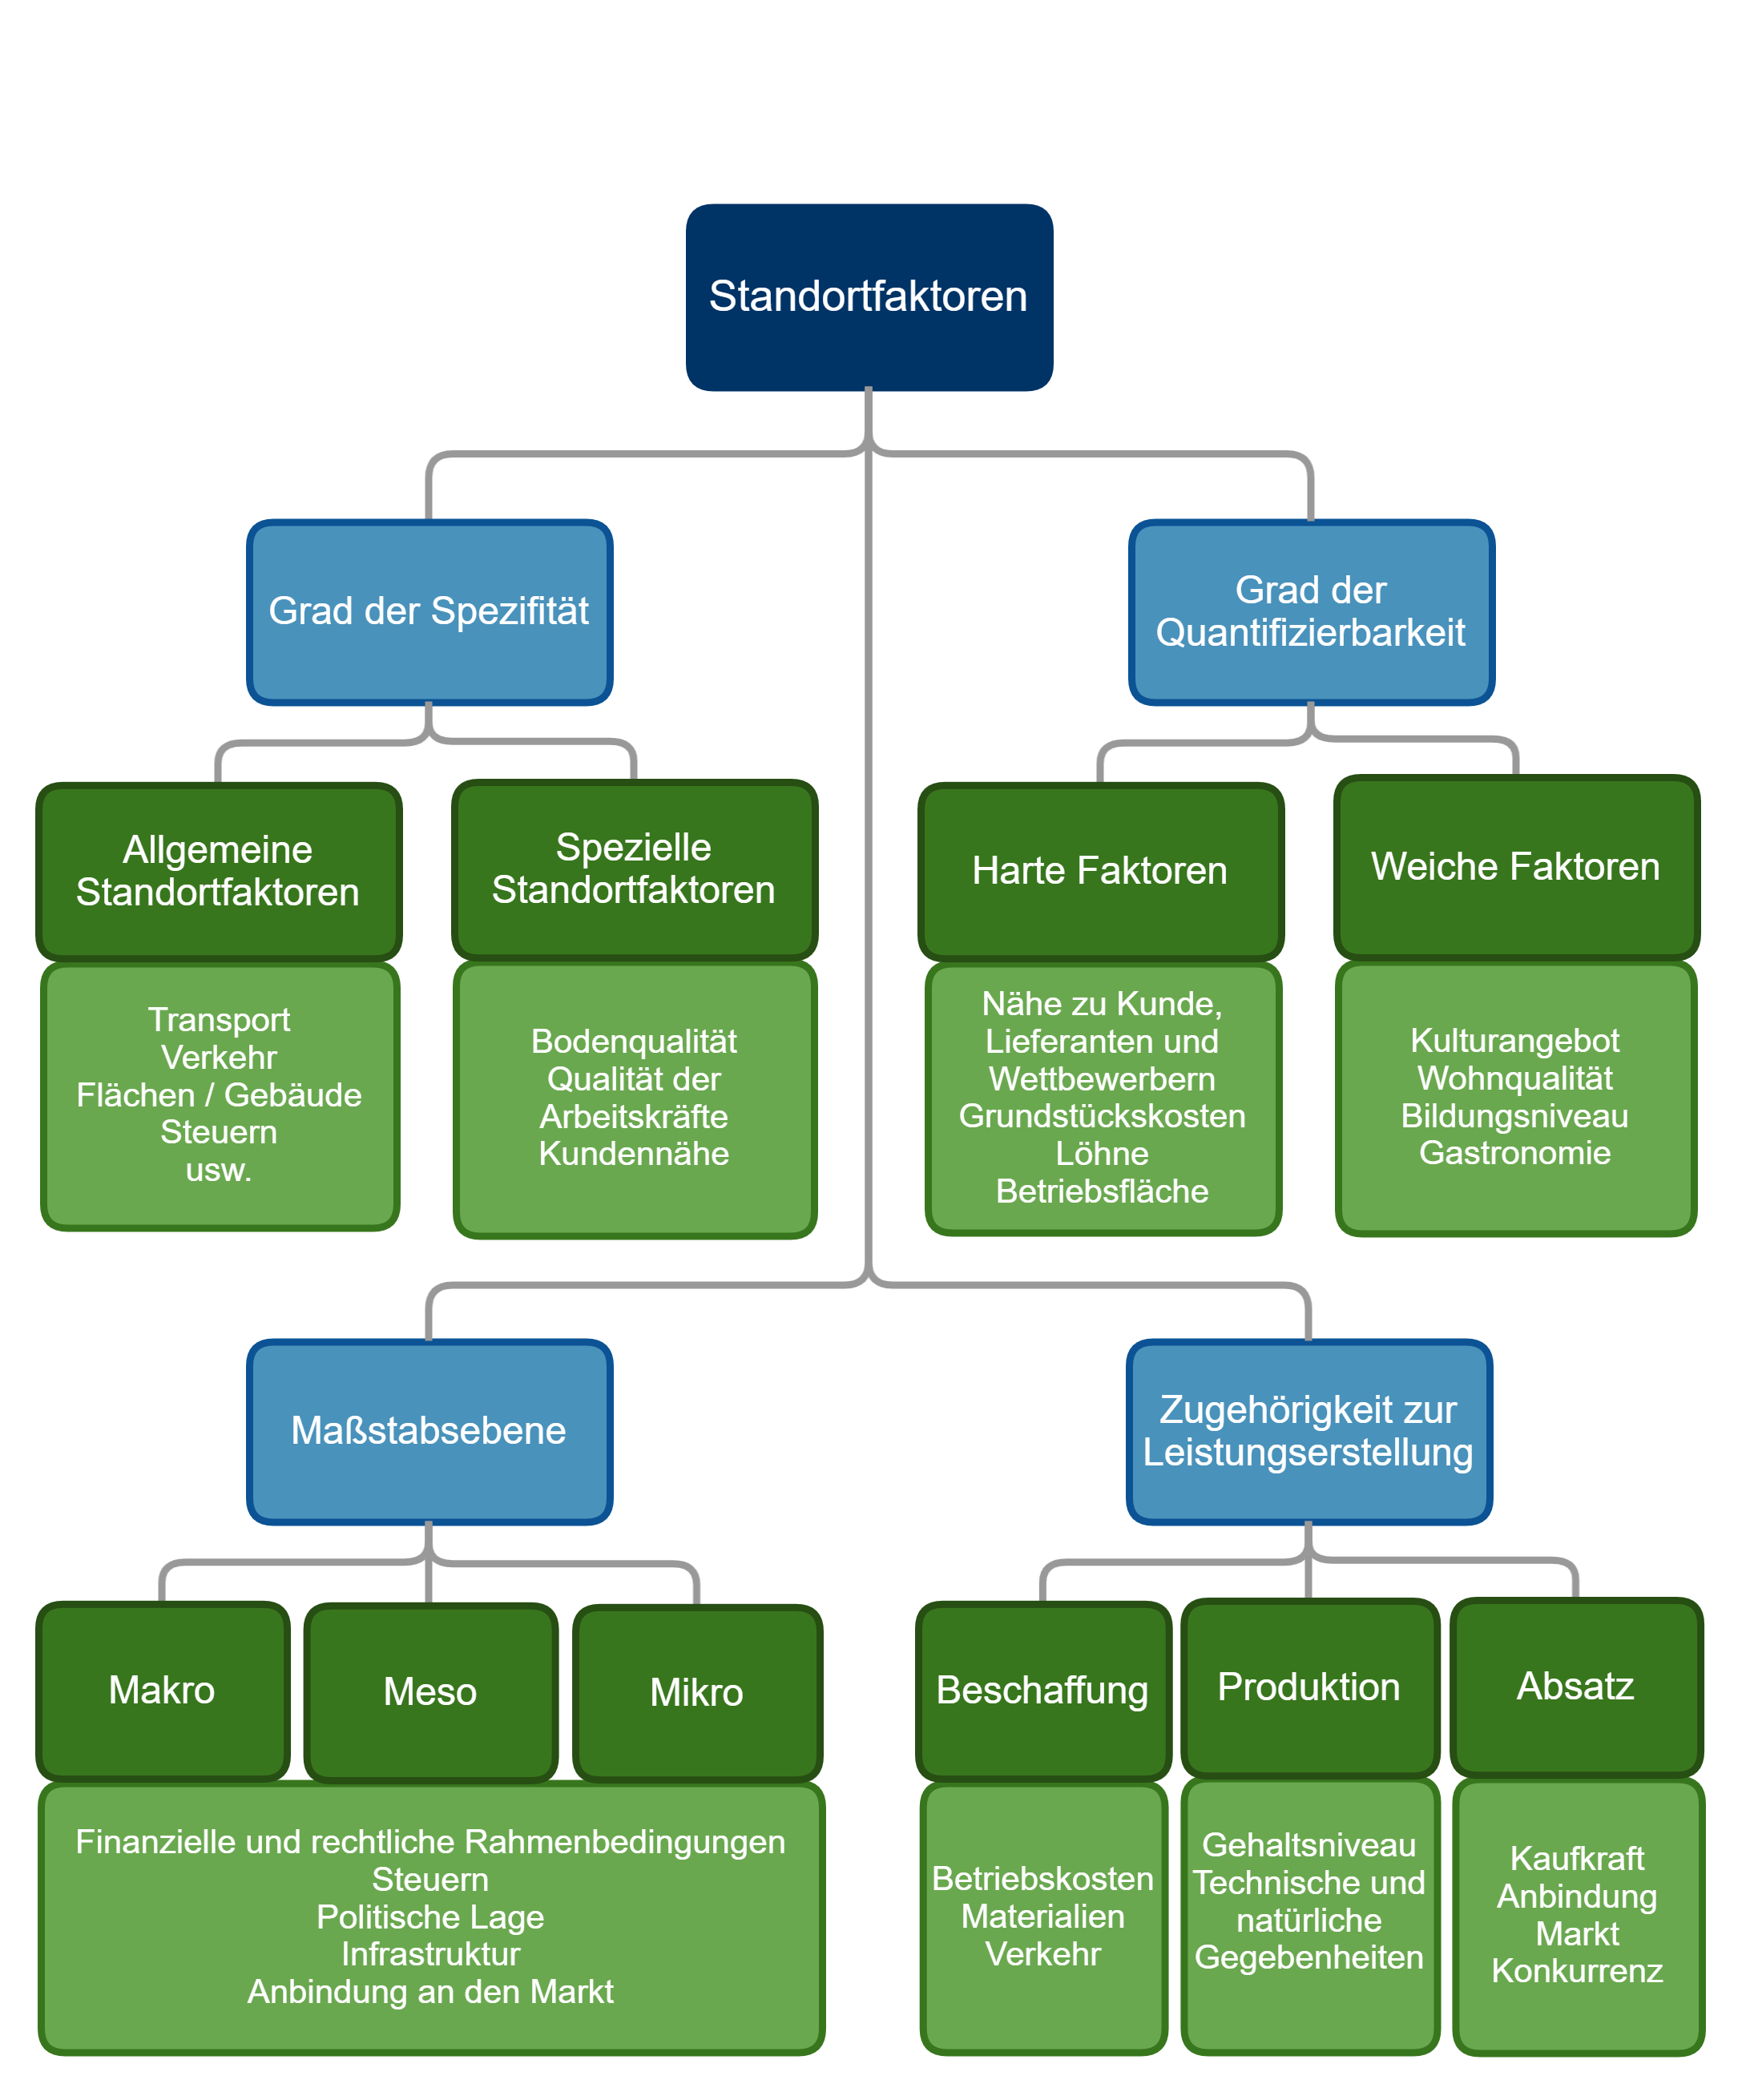 Standortfaktoren
Grad der Spezifität
Grad der
Quantifizierbarkeit
Allgemeine
Standortfaktoren
Transport
Verkehr
Flächen / Gebäude
Steuern
usw.
Spezielle
Standortfaktoren
Bodenqualität
Qualität der
Arbeitskräfte
Kundennähe
Harte Faktoren
Nähe zu Kunde,
Lieferanten und
Wettbewerbern
Grundstückskosten
Löhne
Betriebsfläche
Weiche Faktoren
Kulturangebot
Wohnqualität
Bildungsniveau
Gastronomie
Maßstabsebene
Zugehörigkeit zur
Leistungserstellung
Makro
Meso
Mikro
Finanzielle und rechtliche Rahmenbedingungen
Steuern
Politische Lage
Infrastruktur
Anbindung an den Markt
Beschaffung
Betriebskosten
Materialien
Verkehr
Produktion
Gehaltsniveau
Technische und
natürliche
Gegebenheiten
Absatz
Kaufkraft
Anbindung
Markt
Konkurrenz